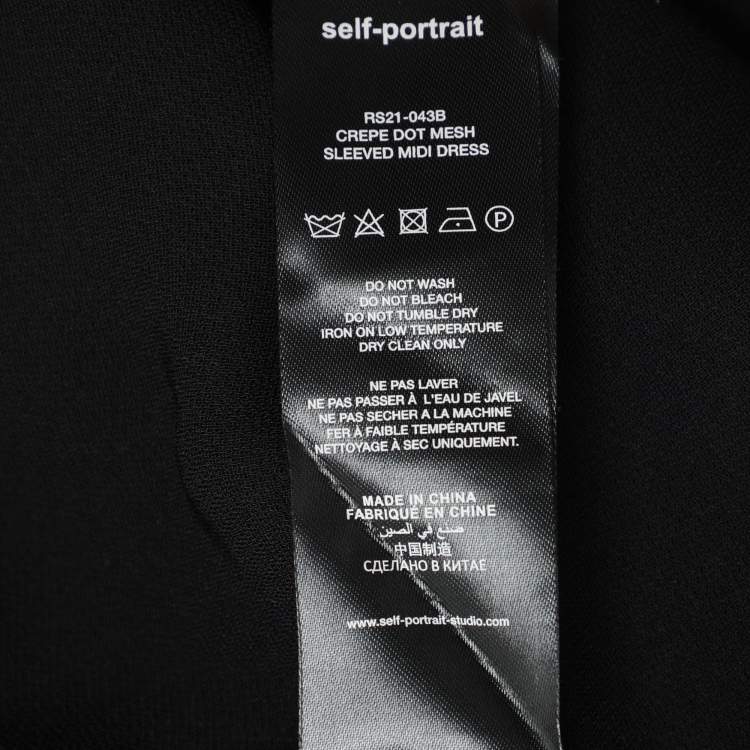 self-portrait
RS21-043B
CREPE DOT MESH
SLEEVED MIDI DRESS
P
DO NOT WASH
DO NOT BLEACH
DO NOT TUMBLE DRY
IRON ON LOW TEMPERATURE
DRY CLEAN ONLY
NE PAS LAVER
NE PAS PASSER À L'EAU DE JAVEL
NE PAS SECHER A LA MACHINE
FER À FAIBLE TEMPÉRATURE
NETTOYAGE À SEC UNIQUEMENT.
MADE IN CHINA
FABRIQUÉ EN CHINE
صنع في الصين
中国制造
СДЕЛАНО В КИТАЕ
www.self-portrait-studio.com